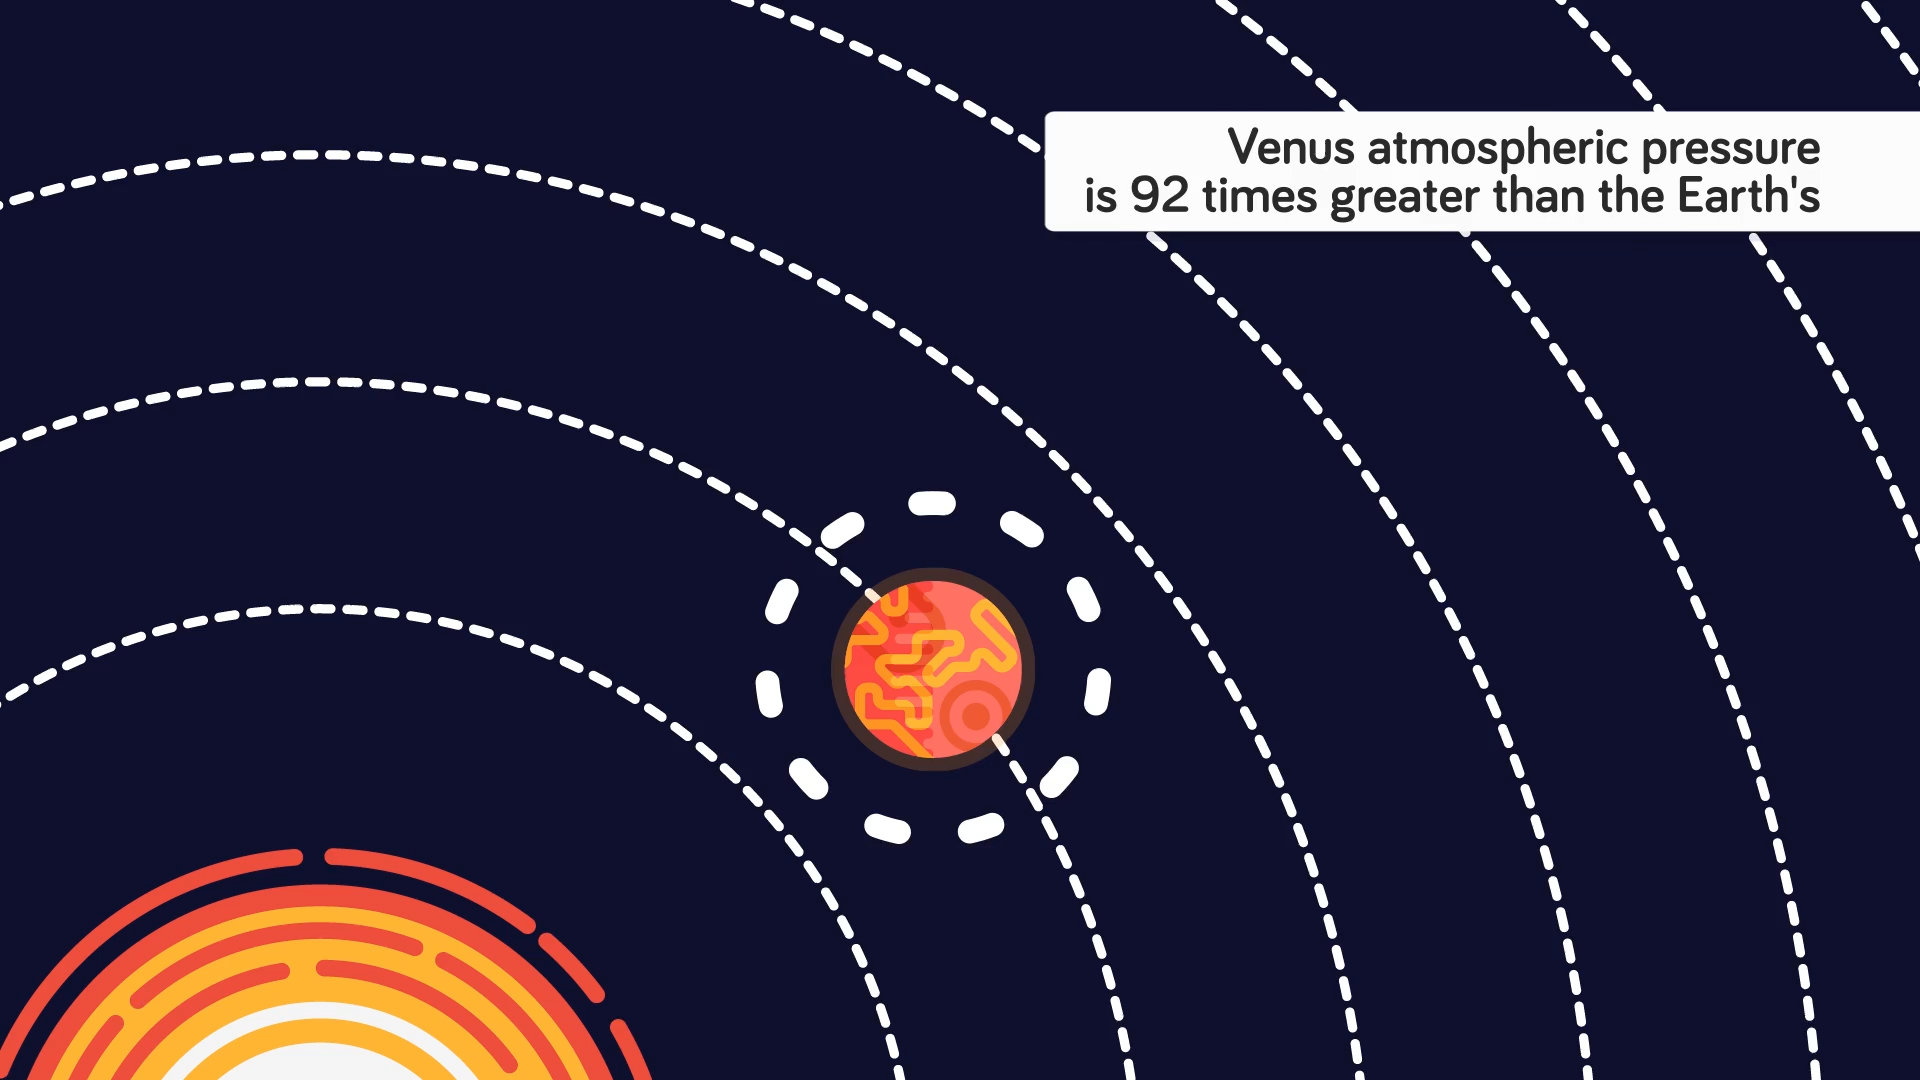 Venus atmospheric pressure
is 92 times greater than the Earth's